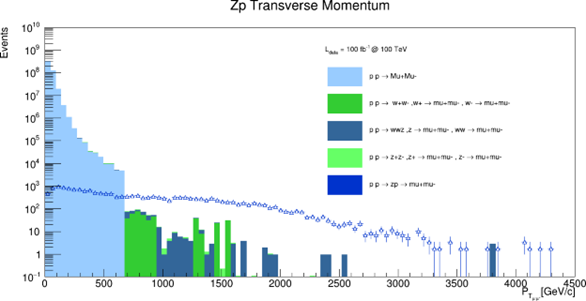 Zp Transverse Momentum
Events
10^10
10^9
10^8
10^7
10^6
10^5
10^4
10^3
10^2
10
1
10^-1
= 100 fb^-1 @ 100 TeV
p p → Mu+Mu-
p p → w+w- ,w+ → mu+mu- , w- → mu+mu-
p p → wwz ,z → mu+mu- , ww → mu+mu-
p p → z+z- ,z+ → mu+mu- , z- → mu+mu-
p p → zp → mu+mu-
0 500 1000 1500 2000 2500 3000 3500 4000 4500
[GeV/c]